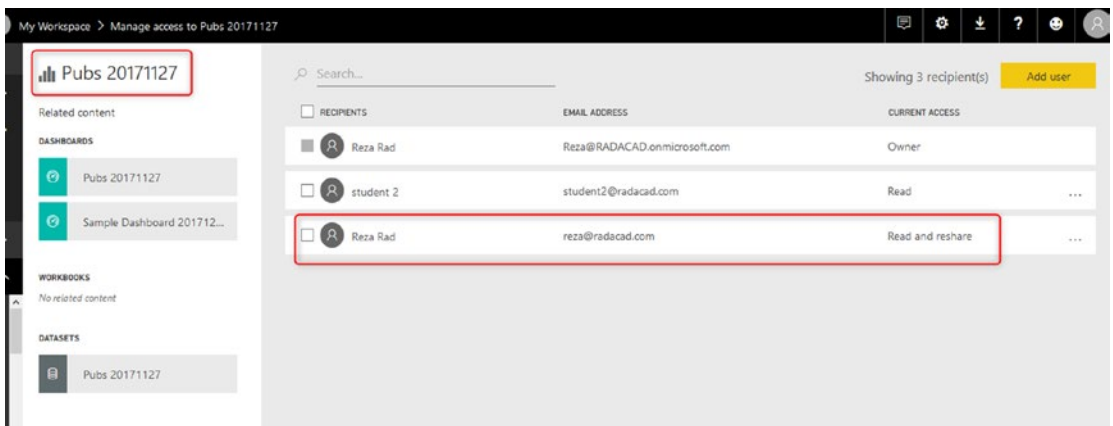 My Workspace > Manage access to Pubs 20171127
?
Pubs 20171127
Related content
DASHBOARDS
Pubs 20171127
Sample Dashboard 201712...
WORKBOOKS
No related content
DATASETS
Pubs 20171127
Search...
Showing 3 recipient(s)
Add user
RECIPIENTS EMAIL ADDRESS CURRENT ACCESS
Reza Rad Reza@RADACAD.onmicrosoft.com Owner
student 2 student2@radacad.com Read ...
Reza Rad reza@radacad.com Read and reshare ...